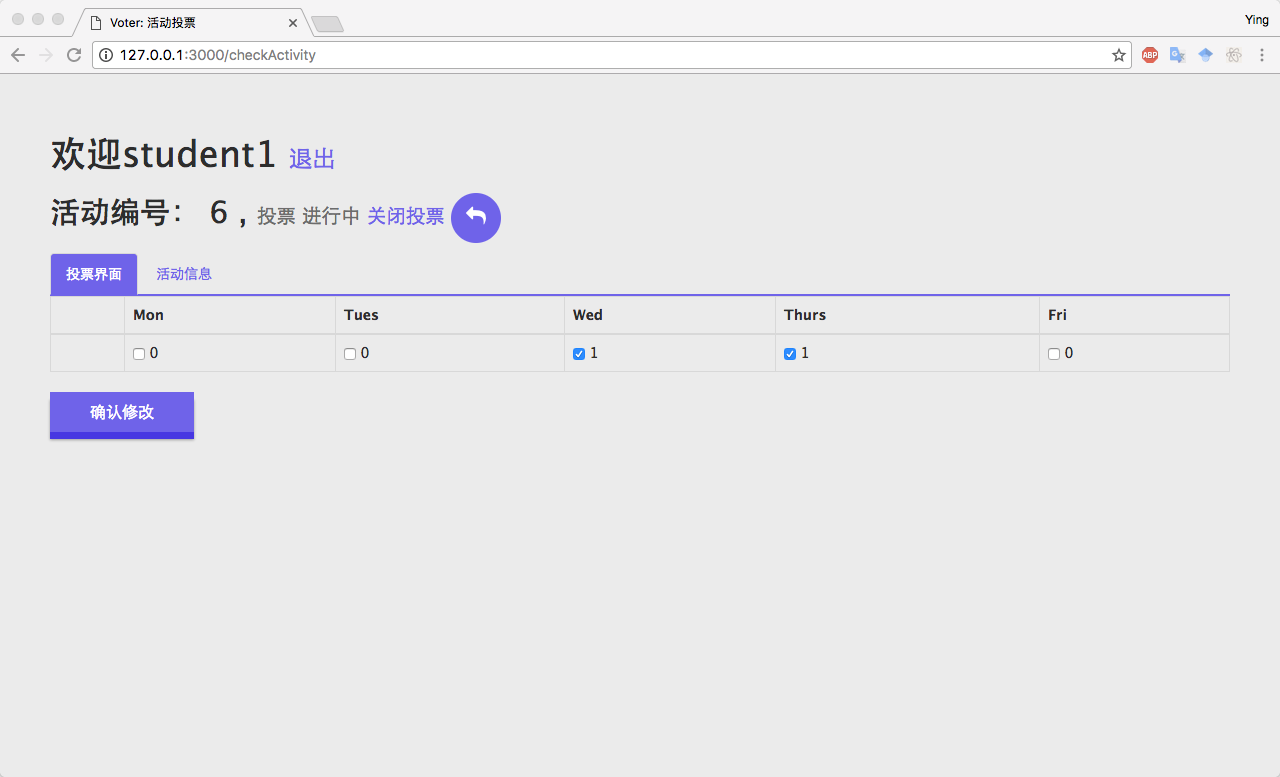 Voter: 活动投票
Ying
127.0.0.1:3000/checkActivity
ABP
欢迎student1 退出
活动编号: 6 , 投票 进行中 关闭投票
投票界面 活动信息
Mon Tues Wed Thurs Fri
0 0 1 1 0
确认修改